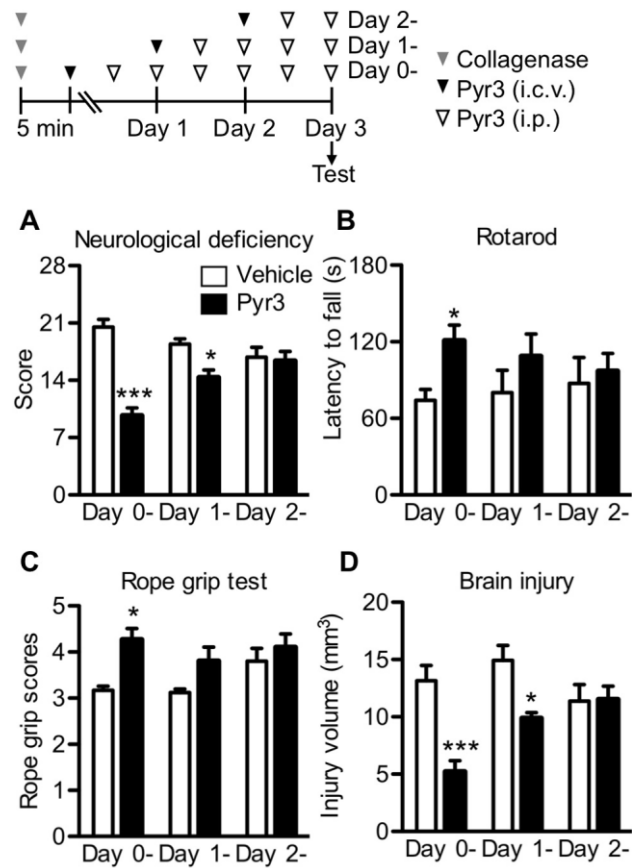 Day 2-
Day 1-
Day 0-
Collagenase
Pyr3 (i.c.v.)
Pyr3 (i.p.)
5 min
Day 1
Day 2
Day 3
Test
A
Neurological deficiency
Score
28
21
14
7
0
Vehicle
Pyr3
***
*
Day 0- Day 1- Day 2-
B
Rotarod
Latency to fall (s)
180
120
60
0
*
Day 0- Day 1- Day 2-
C
Rope grip test
Rope grip scores
5
4
3
2
1
0
*
Day 0- Day 1- Day 2-
D
Brain injury
Injury volume (mm³)
20
15
10
5
0
***
*
Day 0- Day 1- Day 2-